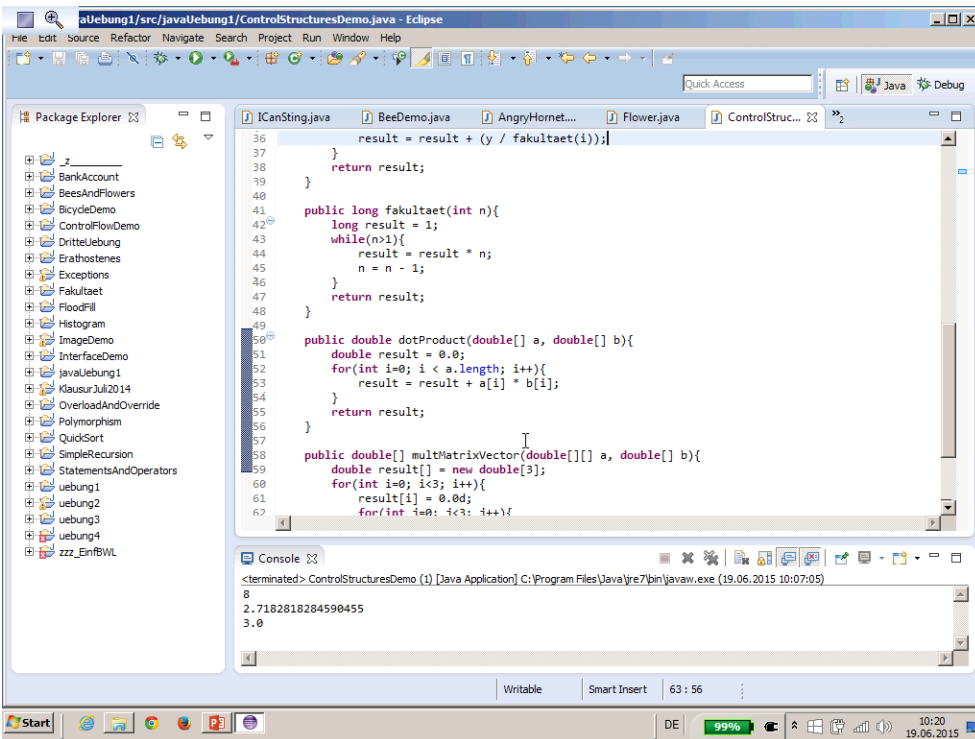 avaUebung1/src/javaUebung1/ControlStructuresDemo.java - Eclipse
File Edit Source Refactor Navigate Search Project Run Window Help
Quick Access
Java
Debug
Package Explorer
ICanSting.java
BeeDemo.java
AngryHornet....
Flower.java
ControlStruc...
»2
_z_________
BankAccount
BeesAndFlowers
BicycleDemo
ControlFlowDemo
DritteUebung
Erathostenes
Exceptions
Fakultaet
FloodFill
Histogram
ImageDemo
InterfaceDemo
javaUebung1
KlausurJuli2014
OverloadAndOverride
Polymorphism
QuickSort
SimpleRecursion
StatementsAndOperators
uebung1
uebung2
uebung3
uebung4
zzz_EinfBWL
36 result = result + (y / fakultaet(i));
37 }
38 return result;
39 }
40
41 public long fakultaet(int n){
42 long result = 1;
43 while(n>1){
44 result = result * n;
45 n = n - 1;
46 }
47 return result;
48 }
49
50 public double dotProduct(double[] a, double[] b){
51 double result = 0.0;
52 for(int i=0; i < a.length; i++){
53 result = result + a[i] * b[i];
54 }
55 return result;
56 }
57
58 public double[] multMatrixVector(double[][] a, double[] b){
59 double result[] = new double[3];
60 for(int i=0; i<3; i++){
61 result[i] = 0.0d;
62 for(int j=0; j<3; j++){
Console
<terminated> ControlStructuresDemo (1) [Java Application] C:\Program Files\Java\jre7\bin\javaw.exe (19.06.2015 10:07:05)
8
2.7182818284590455
3.0
Writable
Smart Insert
63 : 56
Start
DE
99%
10:20
19.06.2015